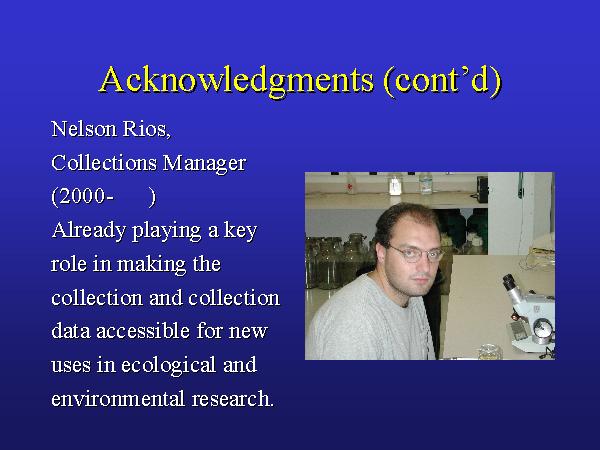 Acknowledgments (cont’d)
Nelson Rios,
Collections Manager
(2000-      )
Already playing a key
role in making the
collection and collection
data accessible for new
uses in ecological and
environmental research.